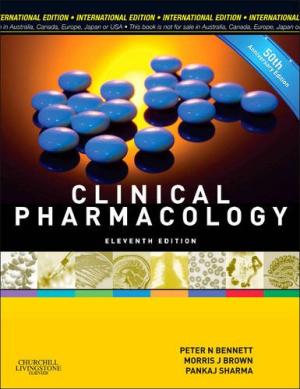 ERNATIONAL EDITION • INTERNATIONAL EDITION • INTERNATIONAL EDITION • INTERNATIONAL
in Australia, Canada, Europe, Japan or USA • This book is not for sale in Australia, Canada, Europe, Japan or
50th
Anniversary Edition
CLINICAL
PHARMACOLOGY
ELEVENTH EDITION
PETER N BENNETT
MORRIS J BROWN
PANKAJ SHARMA
CHURCHILL
LIVINGSTONE
ELSEVIER